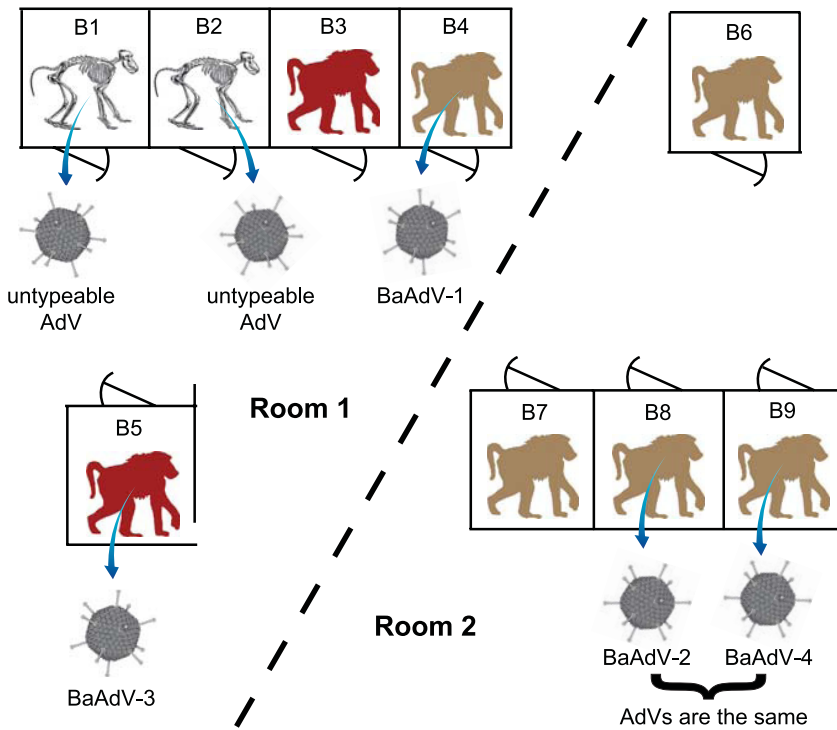 B1
B2
B3
B4
B6
untypeable
AdV
untypeable
AdV
BaAdV-1
Room 1
B5
B7
B8
B9
BaAdV-3
Room 2
BaAdV-2
BaAdV-4
AdVs are the same